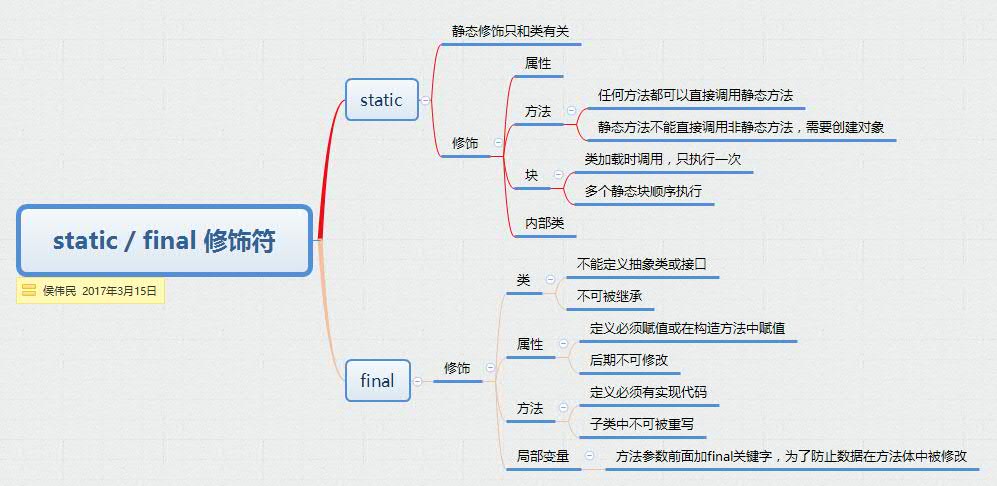 static / final 修饰符
侯伟民 2017年3月15日
static
静态修饰只和类有关
修饰
属性
方法
任何方法都可以直接调用静态方法
静态方法不能直接调用非静态方法，需要创建对象
块
类加载时调用，只执行一次
多个静态块顺序执行
内部类
final
修饰
类
不能定义抽象类或接口
不可被继承
属性
定义必须赋值或在构造方法中赋值
后期不可修改
方法
定义必须有实现代码
子类中不可被重写
局部变量
方法参数前面加final关键字，为了防止数据在方法体中被修改